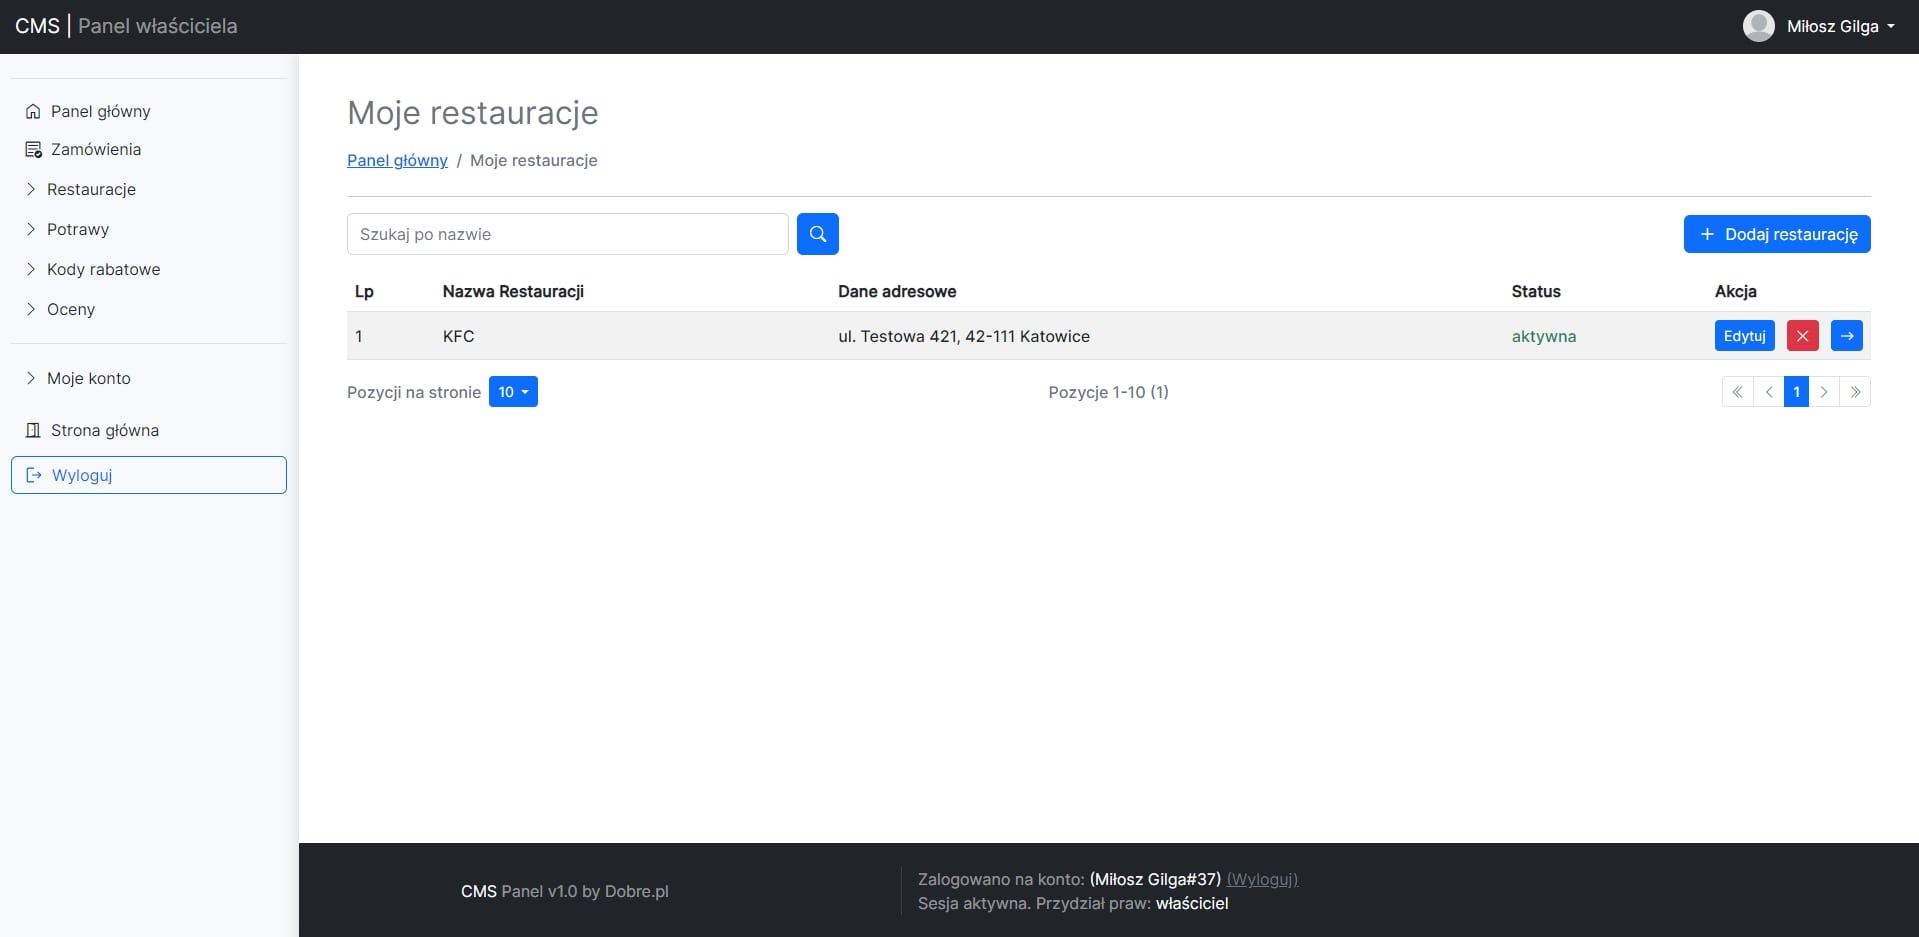 CMS | Panel właściciela
Miłosz Gilga
Panel główny
Zamówienia
Restauracje
Potrawy
Kody rabatowe
Oceny
Moje konto
Strona główna
Wyloguj
Moje restauracje
Panel główny / Moje restauracje
Szukaj po nazwie
+ Dodaj restaurację
Lp Nazwa Restauracji Dane adresowe Status Akcja
1 KFC ul. Testowa 421, 42-111 Katowice aktywna Edytuj
Pozycji na stronie 10 Pozycje 1-10 (1) « < 1 > »
CMS Panel v1.0 by Dobre.pl
Zalogowano na konto: (Miłosz Gilga#37) (Wyloguj)
Sesja aktywna. Przydział praw: właściciel